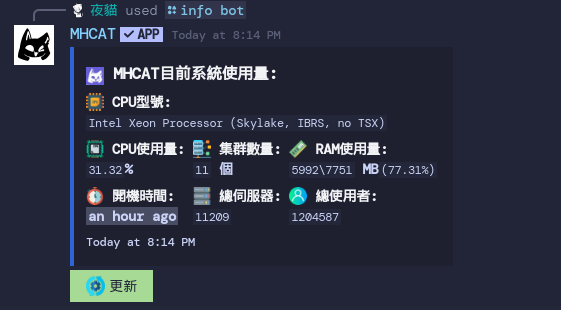 夜貓 used info bot
MHCAT ✓ APP Today at 8:14 PM
MHCAT目前系統使用量:
CPU型號:
Intel Xeon Processor (Skylake, IBRS, no TSX)
CPU使用量: 集群數量: RAM使用量:
31.32% 11 個 5992\7751 MB(77.31%)
開機時間: 總伺服器: 總使用者:
an hour ago 11209 1204587
Today at 8:14 PM
更新